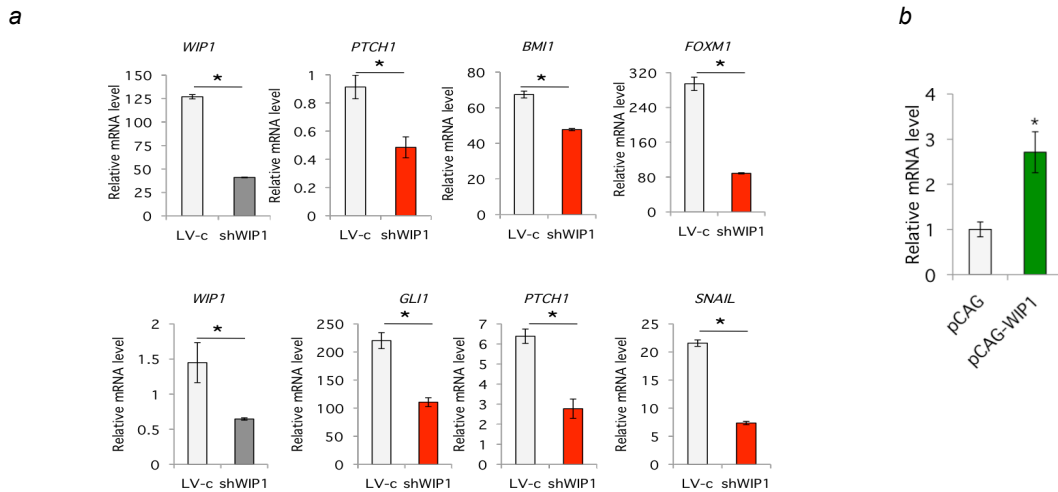 a
b
WIP1
PTCH1
BMI1
FOXM1
Relative mRNA level
150
125
100
75
50
25
0
*
LV-c shWIP1
Relative mRNA level
1
0.8
0.6
0.4
0.2
0
*
LV-c shWIP1
Relative mRNA level
80
60
40
20
0
*
LV-c shWIP1
Relative mRNA level
320
240
160
80
0
*
LV-c shWIP1
Relative mRNA level
4
3
2
1
0
*
pCAG
pCAG-WIP1
WIP1
GLI1
PTCH1
SNAIL
Relative mRNA level
2
1.5
1
0.5
0
*
LV-c shWIP1
Relative mRNA level
250
200
150
100
50
0
*
LV-c shWIP1
Relative mRNA level
7
6
5
4
3
2
1
0
*
LV-c shWIP1
Relative mRNA level
25
20
15
10
5
0
*
LV-c shWIP1